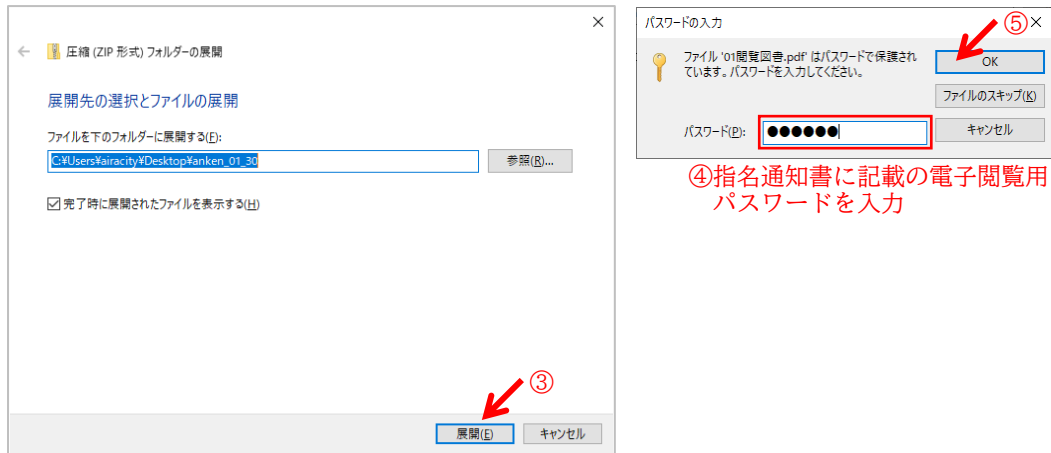 圧縮 (ZIP 形式) フォルダーの展開
展開先の選択とファイルの展開
ファイルを下のフォルダーに展開する(F):
C:¥Users¥airacity¥Desktop¥anken_01_30
参照(R)...
完了時に展開されたファイルを表示する(H)
③
展開(E)
キャンセル
パスワードの入力
⑤
ファイル '01閲覧図書.pdf' はパスワードで保護され
ています。パスワードを入力してください。
OK
ファイルのスキップ(K)
パスワード(P):
●●●●●●
キャンセル
④指名通知書に記載の電子閲覧用
パスワードを入力